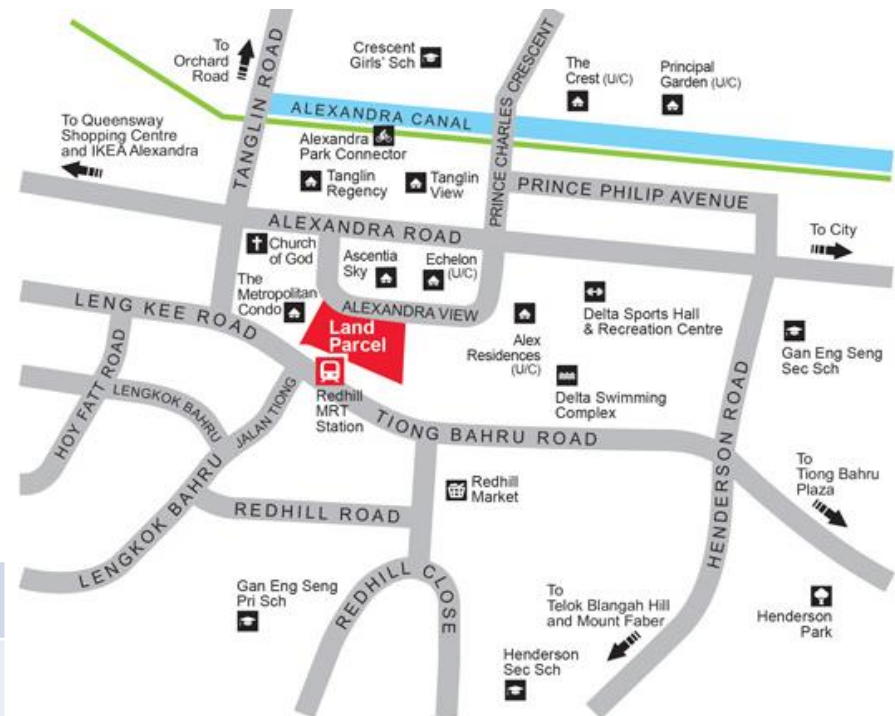 To
Orchard
Road
TANGLIN ROAD
Crescent
Girls' Sch
PRINCE CHARLES CRESCENT
The
Crest (U/C)
Principal
Garden (U/C)
To Queensway
Shopping Centre
and IKEA Alexandra
ALEXANDRA CANAL
Alexandra
Park Connector
Tanglin
Regency
Tanglin
View
PRINCE PHILIP AVENUE
ALEXANDRA ROAD
To City
Church
of God
Ascentia
Sky
Echelon
(U/C)
The
Metropolitan
Condo
ALEXANDRA VIEW
LENG KEE ROAD
Land
Parcel
Alex
Residences
(U/C)
Delta Sports Hall
& Recreation Centre
Gan Eng Seng
Sec Sch
HOY FATT ROAD
LENGKOK BAHRU
JALAN TIONG
Redhill
MRT
Station
TIONG BAHRU ROAD
Delta Swimming
Complex
HENDERSON ROAD
To
Tiong Bahru
Plaza
LENGKOK BAHRU
REDHILL ROAD
Redhill
Market
Gan Eng Seng
Pri Sch
REDHILL CLOSE
To
Telok Blangah Hill
and Mount Faber
Henderson
Park
Henderson
Sec Sch